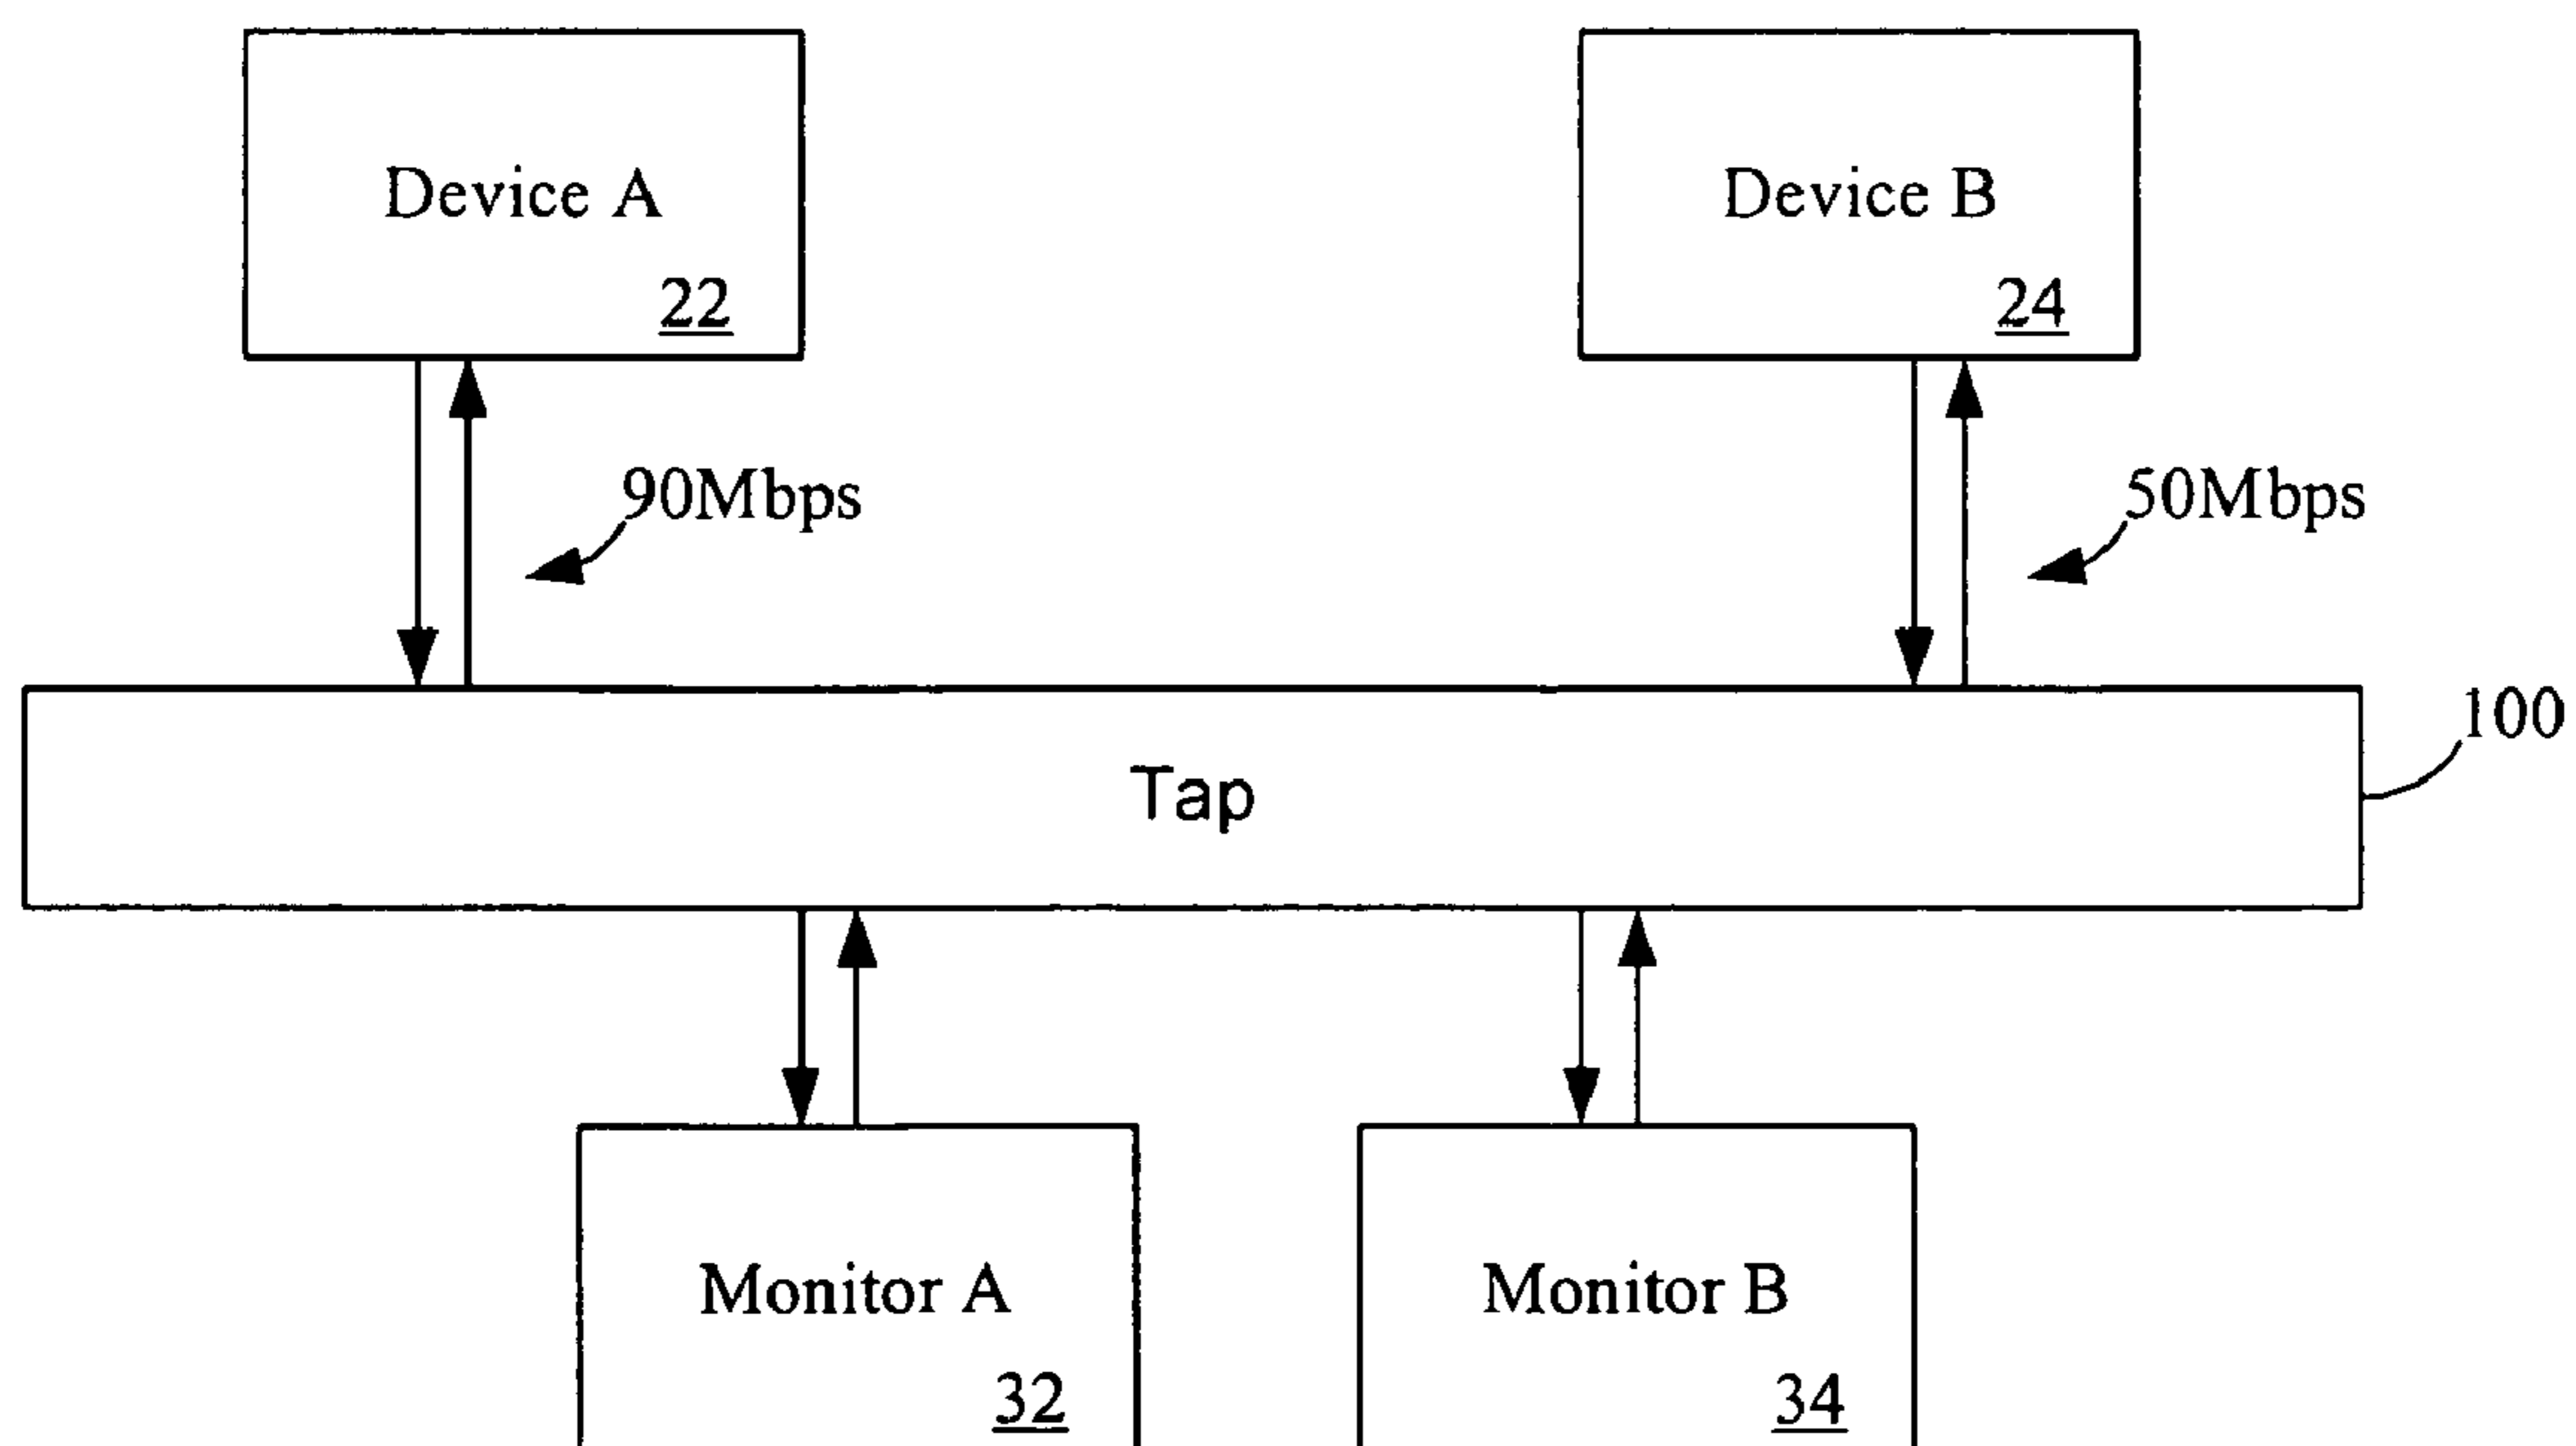 Device A
22
Device B
24
90Mbps
50Mbps
100
Tap
Monitor A
32
Monitor B
34